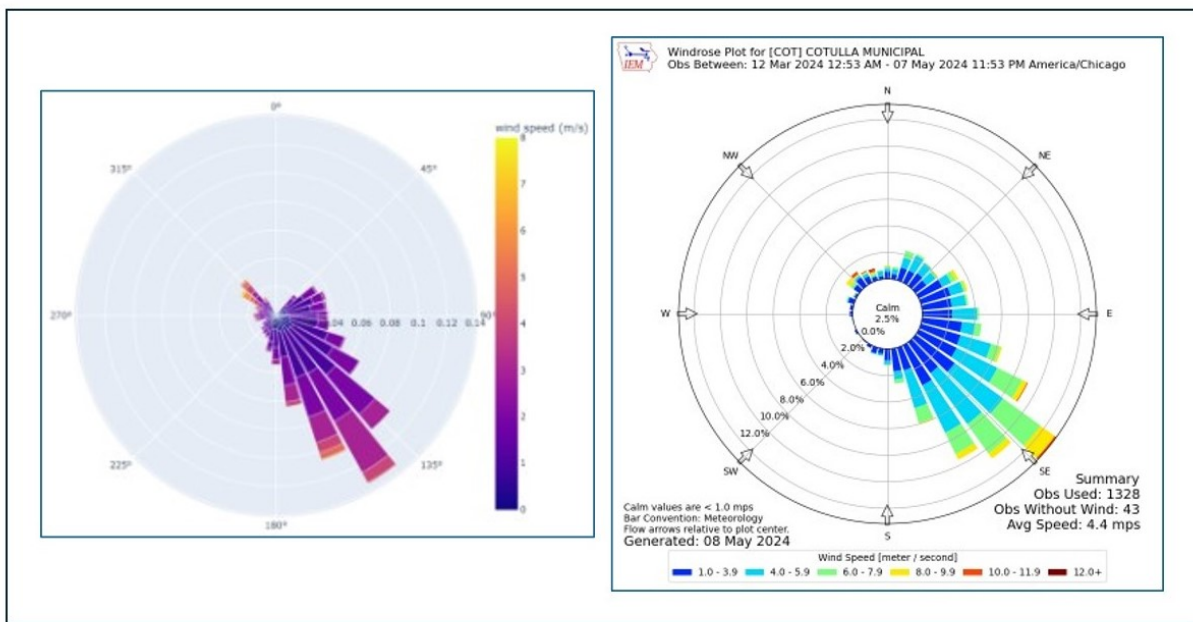 0°
wind speed (m/s)
8
315°
45°
7
6
5
270°
0.04 0.06 0.08 0.1 0.12 0.14
90°
4
3
2
225°
135°
1
0
180°
IEM
Windrose Plot for [COT] COTULLA MUNICIPAL
Obs Between: 12 Mar 2024 12:53 AM - 07 May 2024 11:53 PM America/Chicago
N
NW
NE
W
Calm
2.5%
E
0.0%
2.0%
4.0%
6.0%
8.0%
10.0%
12.0%
SW
SE
S
Summary
Obs Used: 1328
Obs Without Wind: 43
Avg Speed: 4.4 mps
Calm values are < 1.0 mps
Bar Convention: Meteorology
Flow arrows relative to plot center.
Generated: 08 May 2024
Wind Speed [meter / second]
1.0 - 3.9 4.0 - 5.9 6.0 - 7.9 8.0 - 9.9 10.0 - 11.9 12.0+